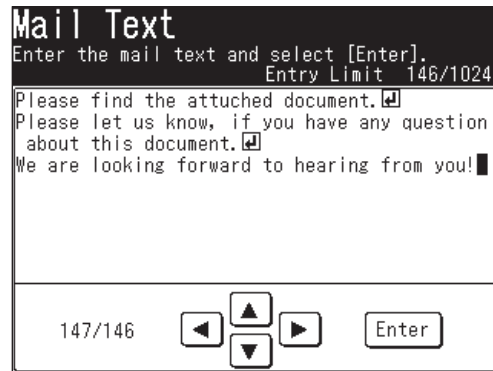 Mail Text
Enter the mail text and select [Enter].
Entry Limit 146/1024
Please find the attuched document.↵
Please let us know, if you have any question
about this document.↵
We are looking forward to hearing from you!
147/146 ◀ ▲ ▼ ▶ Enter